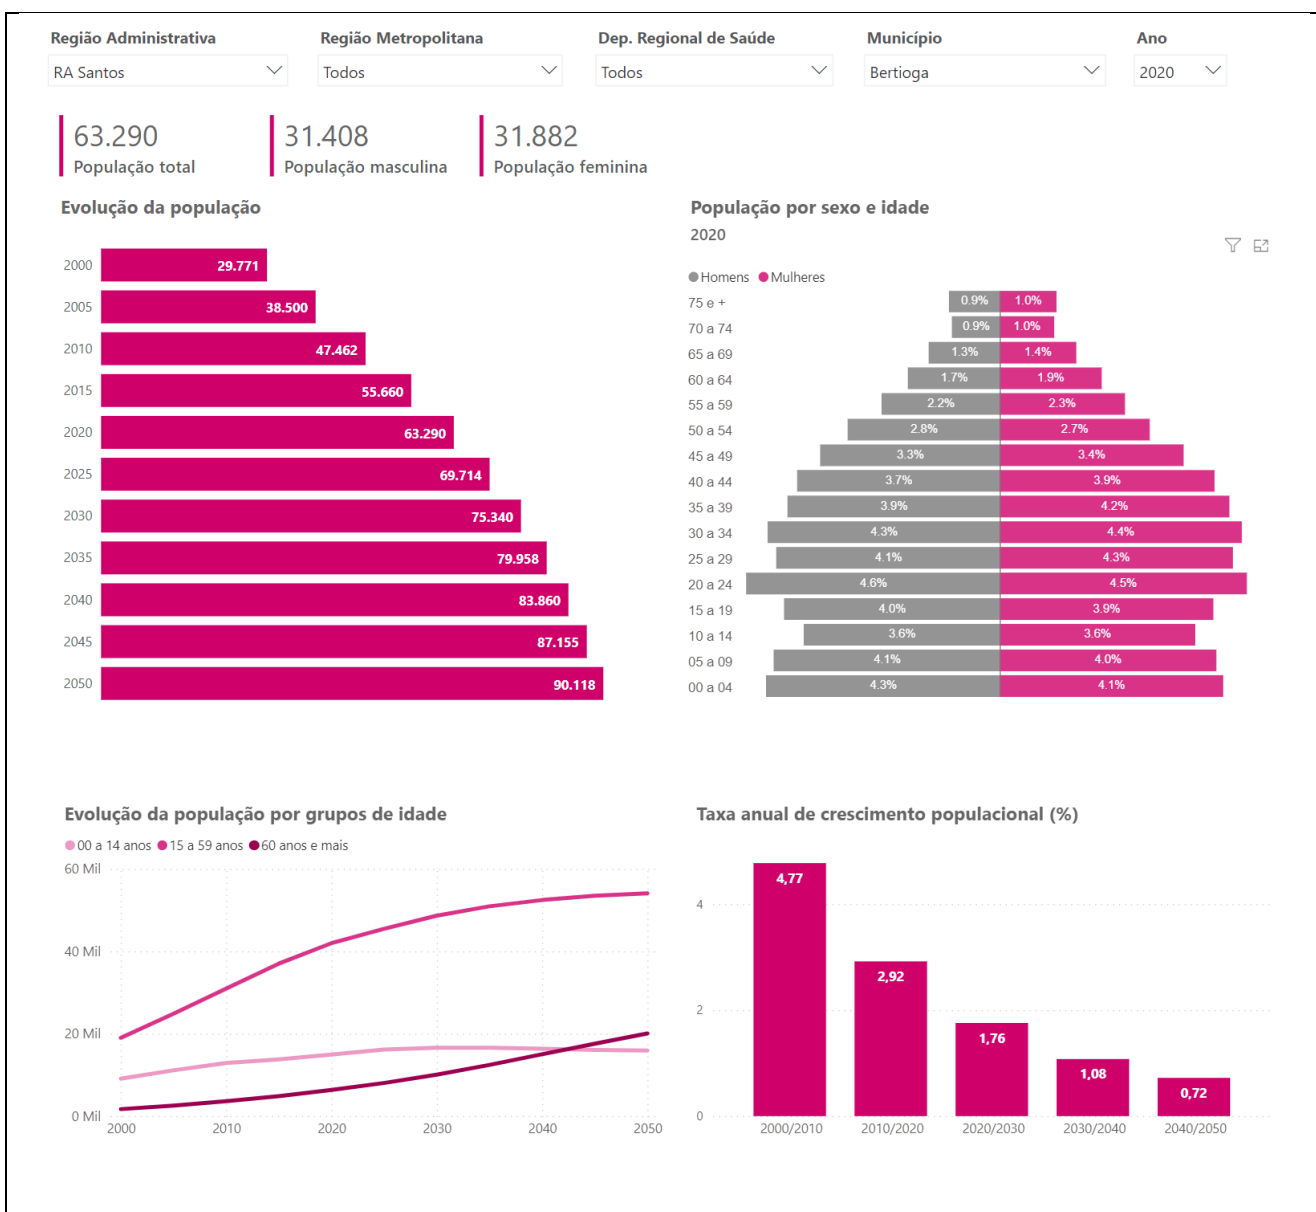 Região Administrativa
Região Metropolitana
Dep. Regional de Saúde
Município
Ano
RA Santos
Todos
Todos
Bertioga
2020
63.290
31.408
31.882
População total
População masculina
População feminina
Evolução da população
2000 29.771
2005 38.500
2010 47.462
2015 55.660
2020 63.290
2025 69.714
2030 75.340
2035 79.958
2040 83.860
2045 87.155
2050 90.118
População por sexo e idade
2020
Homens Mulheres
75 e + 0.9% 1.0%
70 a 74 0.9% 1.0%
65 a 69 1.3% 1.4%
60 a 64 1.7% 1.9%
55 a 59 2.2% 2.3%
50 a 54 2.8% 2.7%
45 a 49 3.3% 3.4%
40 a 44 3.7% 3.9%
35 a 39 3.9% 4.2%
30 a 34 4.3% 4.4%
25 a 29 4.1% 4.3%
20 a 24 4.6% 4.5%
15 a 19 4.0% 3.9%
10 a 14 3.6% 3.6%
05 a 09 4.1% 4.0%
00 a 04 4.3% 4.1%
Evolução da população por grupos de idade
00 a 14 anos 15 a 59 anos 60 anos e mais
60 Mil
40 Mil
20 Mil
0 Mil
2000 2010 2020 2030 2040 2050
Taxa anual de crescimento populacional (%)
4
2
0
4,77
2,92
1,76
1,08
0,72
2000/2010 2010/2020 2020/2030 2030/2040 2040/2050